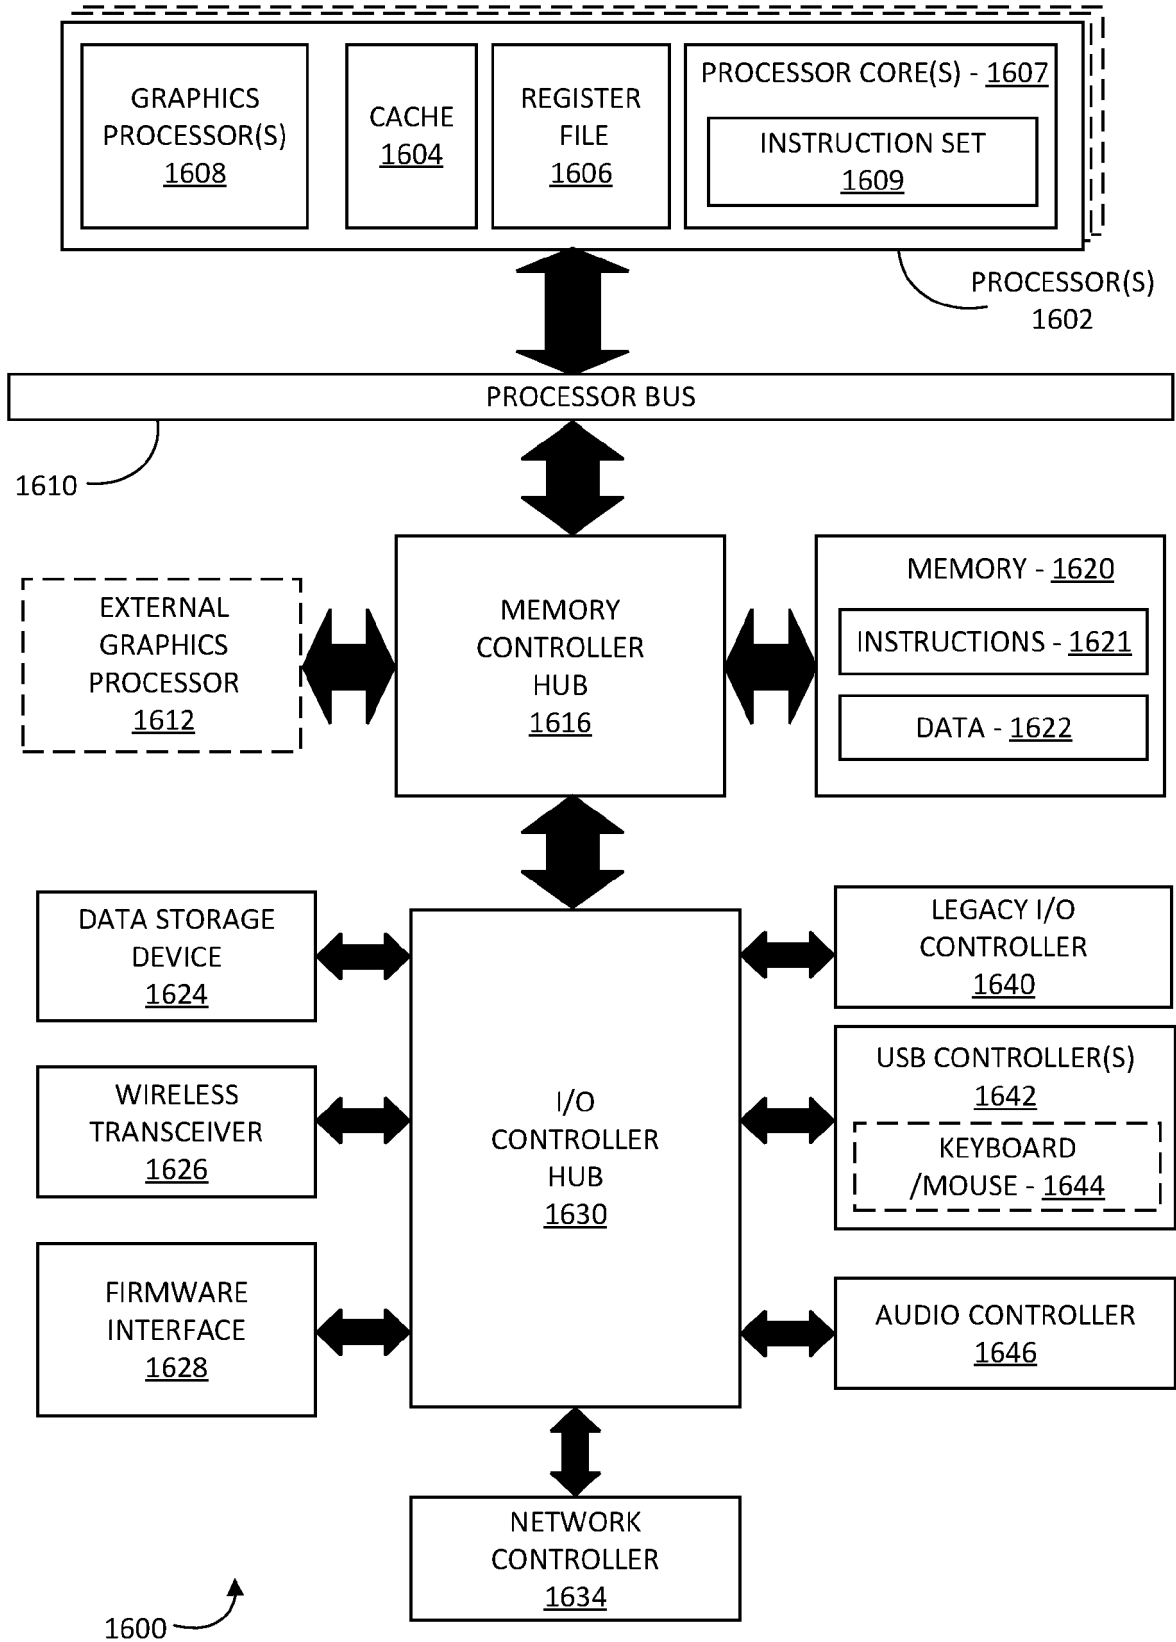 GRAPHICS
PROCESSOR(S)
1608
CACHE
1604
REGISTER
FILE
1606
PROCESSOR CORE(S) - 1607
INSTRUCTION SET
1609
PROCESSOR(S)
1602
PROCESSOR BUS
1610
EXTERNAL
GRAPHICS
PROCESSOR
1612
MEMORY
CONTROLLER
HUB
1616
MEMORY - 1620
INSTRUCTIONS - 1621
DATA - 1622
DATA STORAGE
DEVICE
1624
WIRELESS
TRANSCEIVER
1626
FIRMWARE
INTERFACE
1628
I/O
CONTROLLER
HUB
1630
LEGACY I/O
CONTROLLER
1640
USB CONTROLLER(S)
1642
KEYBOARD
/MOUSE - 1644
AUDIO CONTROLLER
1646
NETWORK
CONTROLLER
1634
1600